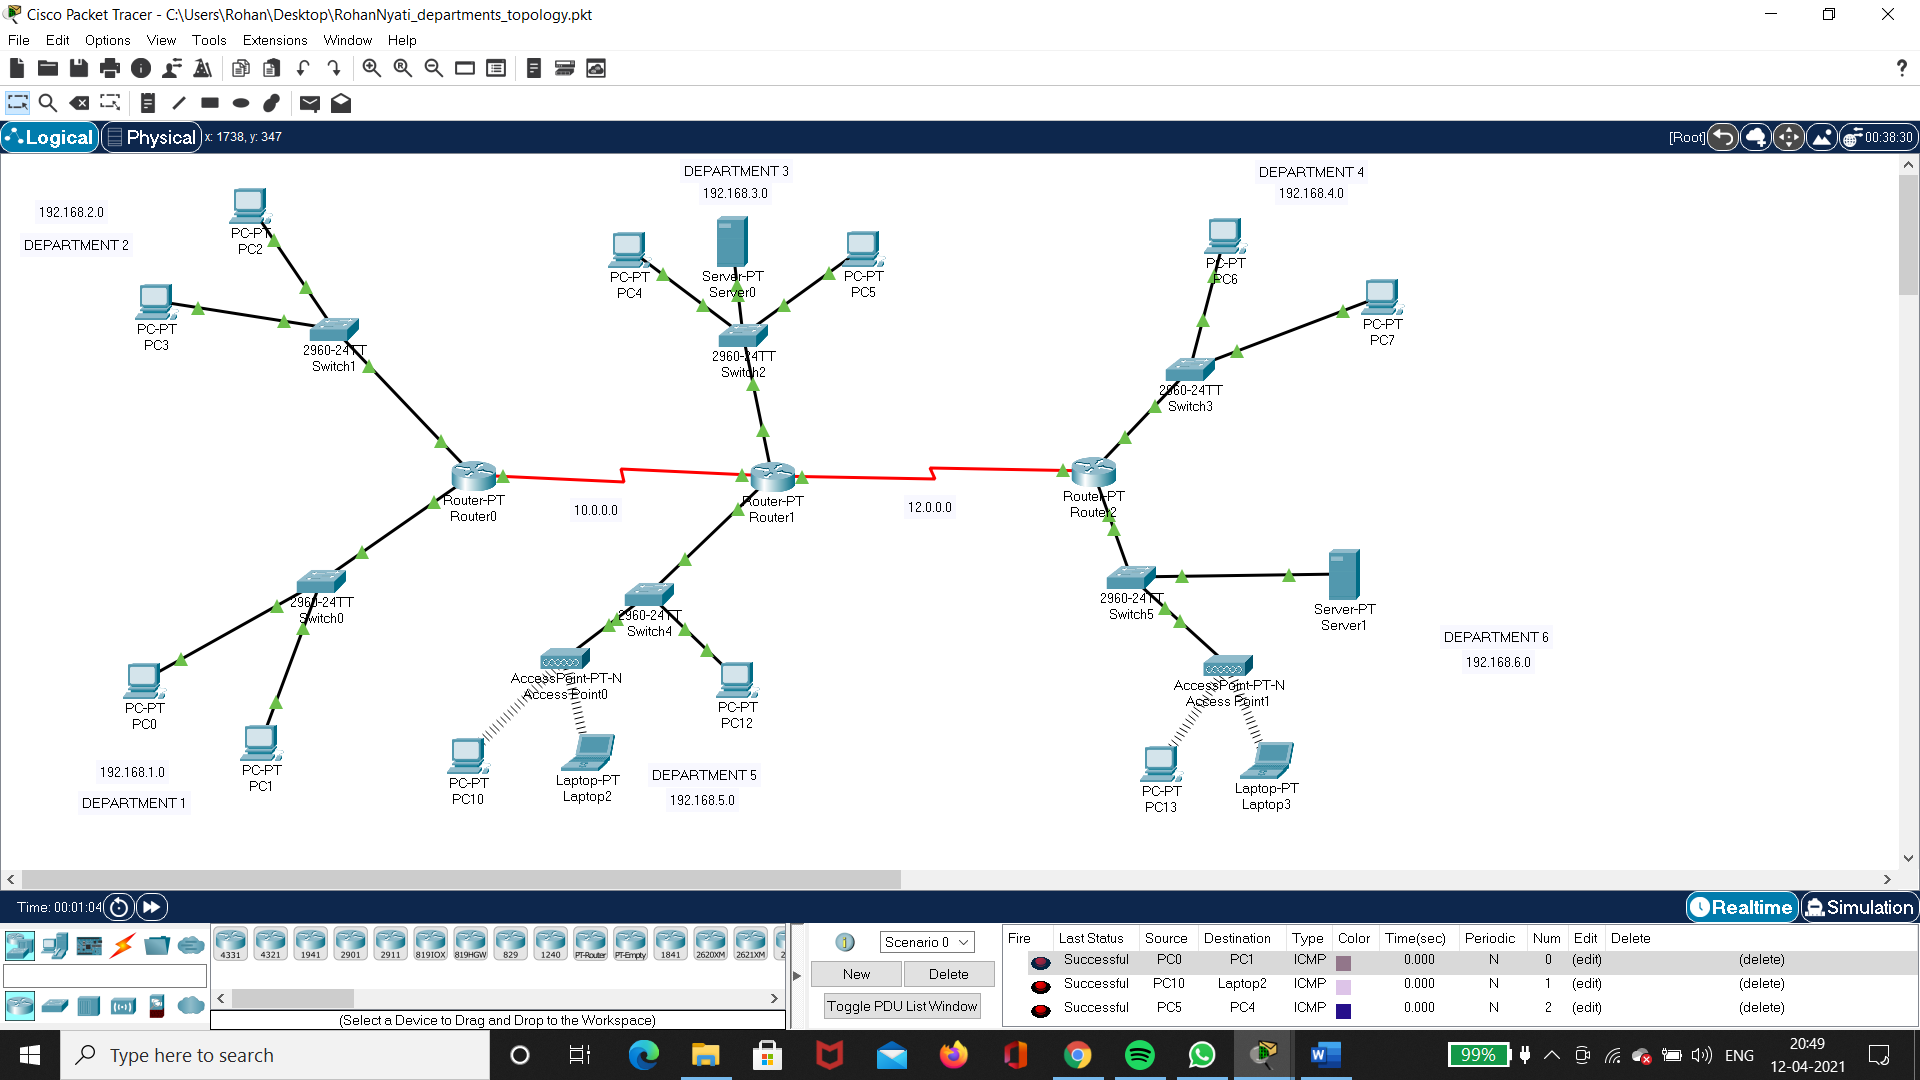 Cisco Packet Tracer - C:\Users\Rohan\Desktop\RohanNyati_departments_topology.pkt
File Edit Options View Tools Extensions Window Help
?
Logical Physical x: 1738, y: 347 [Root] 00:38:30
DEPARTMENT 3
192.168.3.0
DEPARTMENT 4
192.168.4.0
192.168.2.0
DEPARTMENT 2
PC-PT
PC2
PC-PT
PC3
2960-24TT
Switch1
PC-PT
PC4
Server-PT
Server0
PC-PT
PC5
2960-24TT
Switch2
PC-PT
PC6
PC-PT
PC7
2960-24TT
Switch3
Router-PT
Router0
10.0.0.0
Router-PT
Router1
12.0.0.0
Router-PT
Router2
2960-24TT
Switch0
2960-24TT
Switch4
2960-24TT
Switch5
Server-PT
Server1
DEPARTMENT 6
192.168.6.0
PC-PT
PC0
PC-PT
PC1
192.168.1.0
DEPARTMENT 1
AccessPoint-PT-N
Access Point0
PC-PT
PC12
PC-PT
PC10
Laptop-PT
Laptop2
DEPARTMENT 5
192.168.5.0
AccessPoint-PT-N
Access Point1
PC-PT
PC13
Laptop-PT
Laptop3
Time: 00:01:04 Realtime Simulation
4331 4321 1941 2901 2911 819IOX 819HGW 829 1240 PT-Router PT-Empty 1841 2620XM 2621XM 2
(Select a Device to Drag and Drop to the Workspace)
Scenario 0
New Delete
Toggle PDU List Window
Fire Last Status Source Destination Type Color Time(sec) Periodic Num Edit Delete
Successful PC0 PC1 ICMP 0.000 N 0 (edit) (delete)
Successful PC10 Laptop2 ICMP 0.000 N 1 (edit) (delete)
Successful PC5 PC4 ICMP 0.000 N 2 (edit) (delete)
Type here to search
99% ENG
20:49
12-04-2021